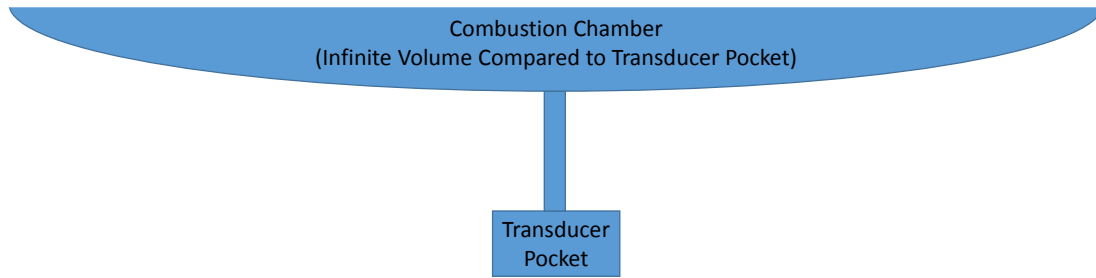 Combustion Chamber
(Infinite Volume Compared to Transducer Pocket)
Transducer
Pocket